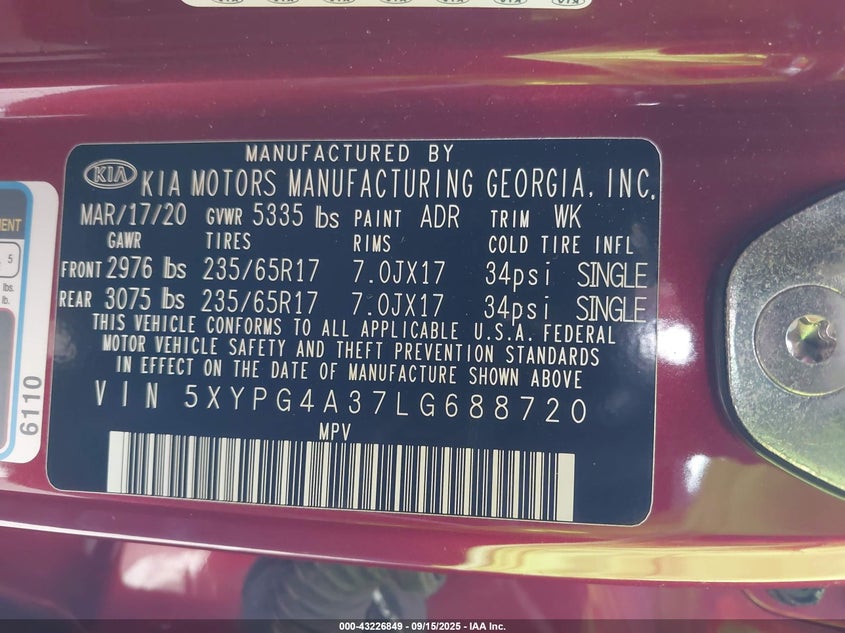 MANUFACTURED BY
KIA KIA MOTORS MANUFACTURING GEORGIA, INC.
MAR/17/20 GVWR 5335 lbs PAINT ADR TRIM WK
GAWR TIRES RIMS COLD TIRE INFL
FRONT 2976 lbs 235/65R17 7.0JX17 34psi SINGLE
REAR 3075 lbs 235/65R17 7.0JX17 34psi SINGLE
THIS VEHICLE CONFORMS TO ALL APPLICABLE U.S.A. FEDERAL
MOTOR VEHICLE SAFETY AND THEFT PREVENTION STANDARDS
IN EFFECT ON THE DATE OF MANUFACTURE SHOWN ABOVE
VIN 5XYPG4A37LG688720
MPV
5
lbs.
lb.
6110
000-43226849 - 09/15/2025 - IAA Inc.